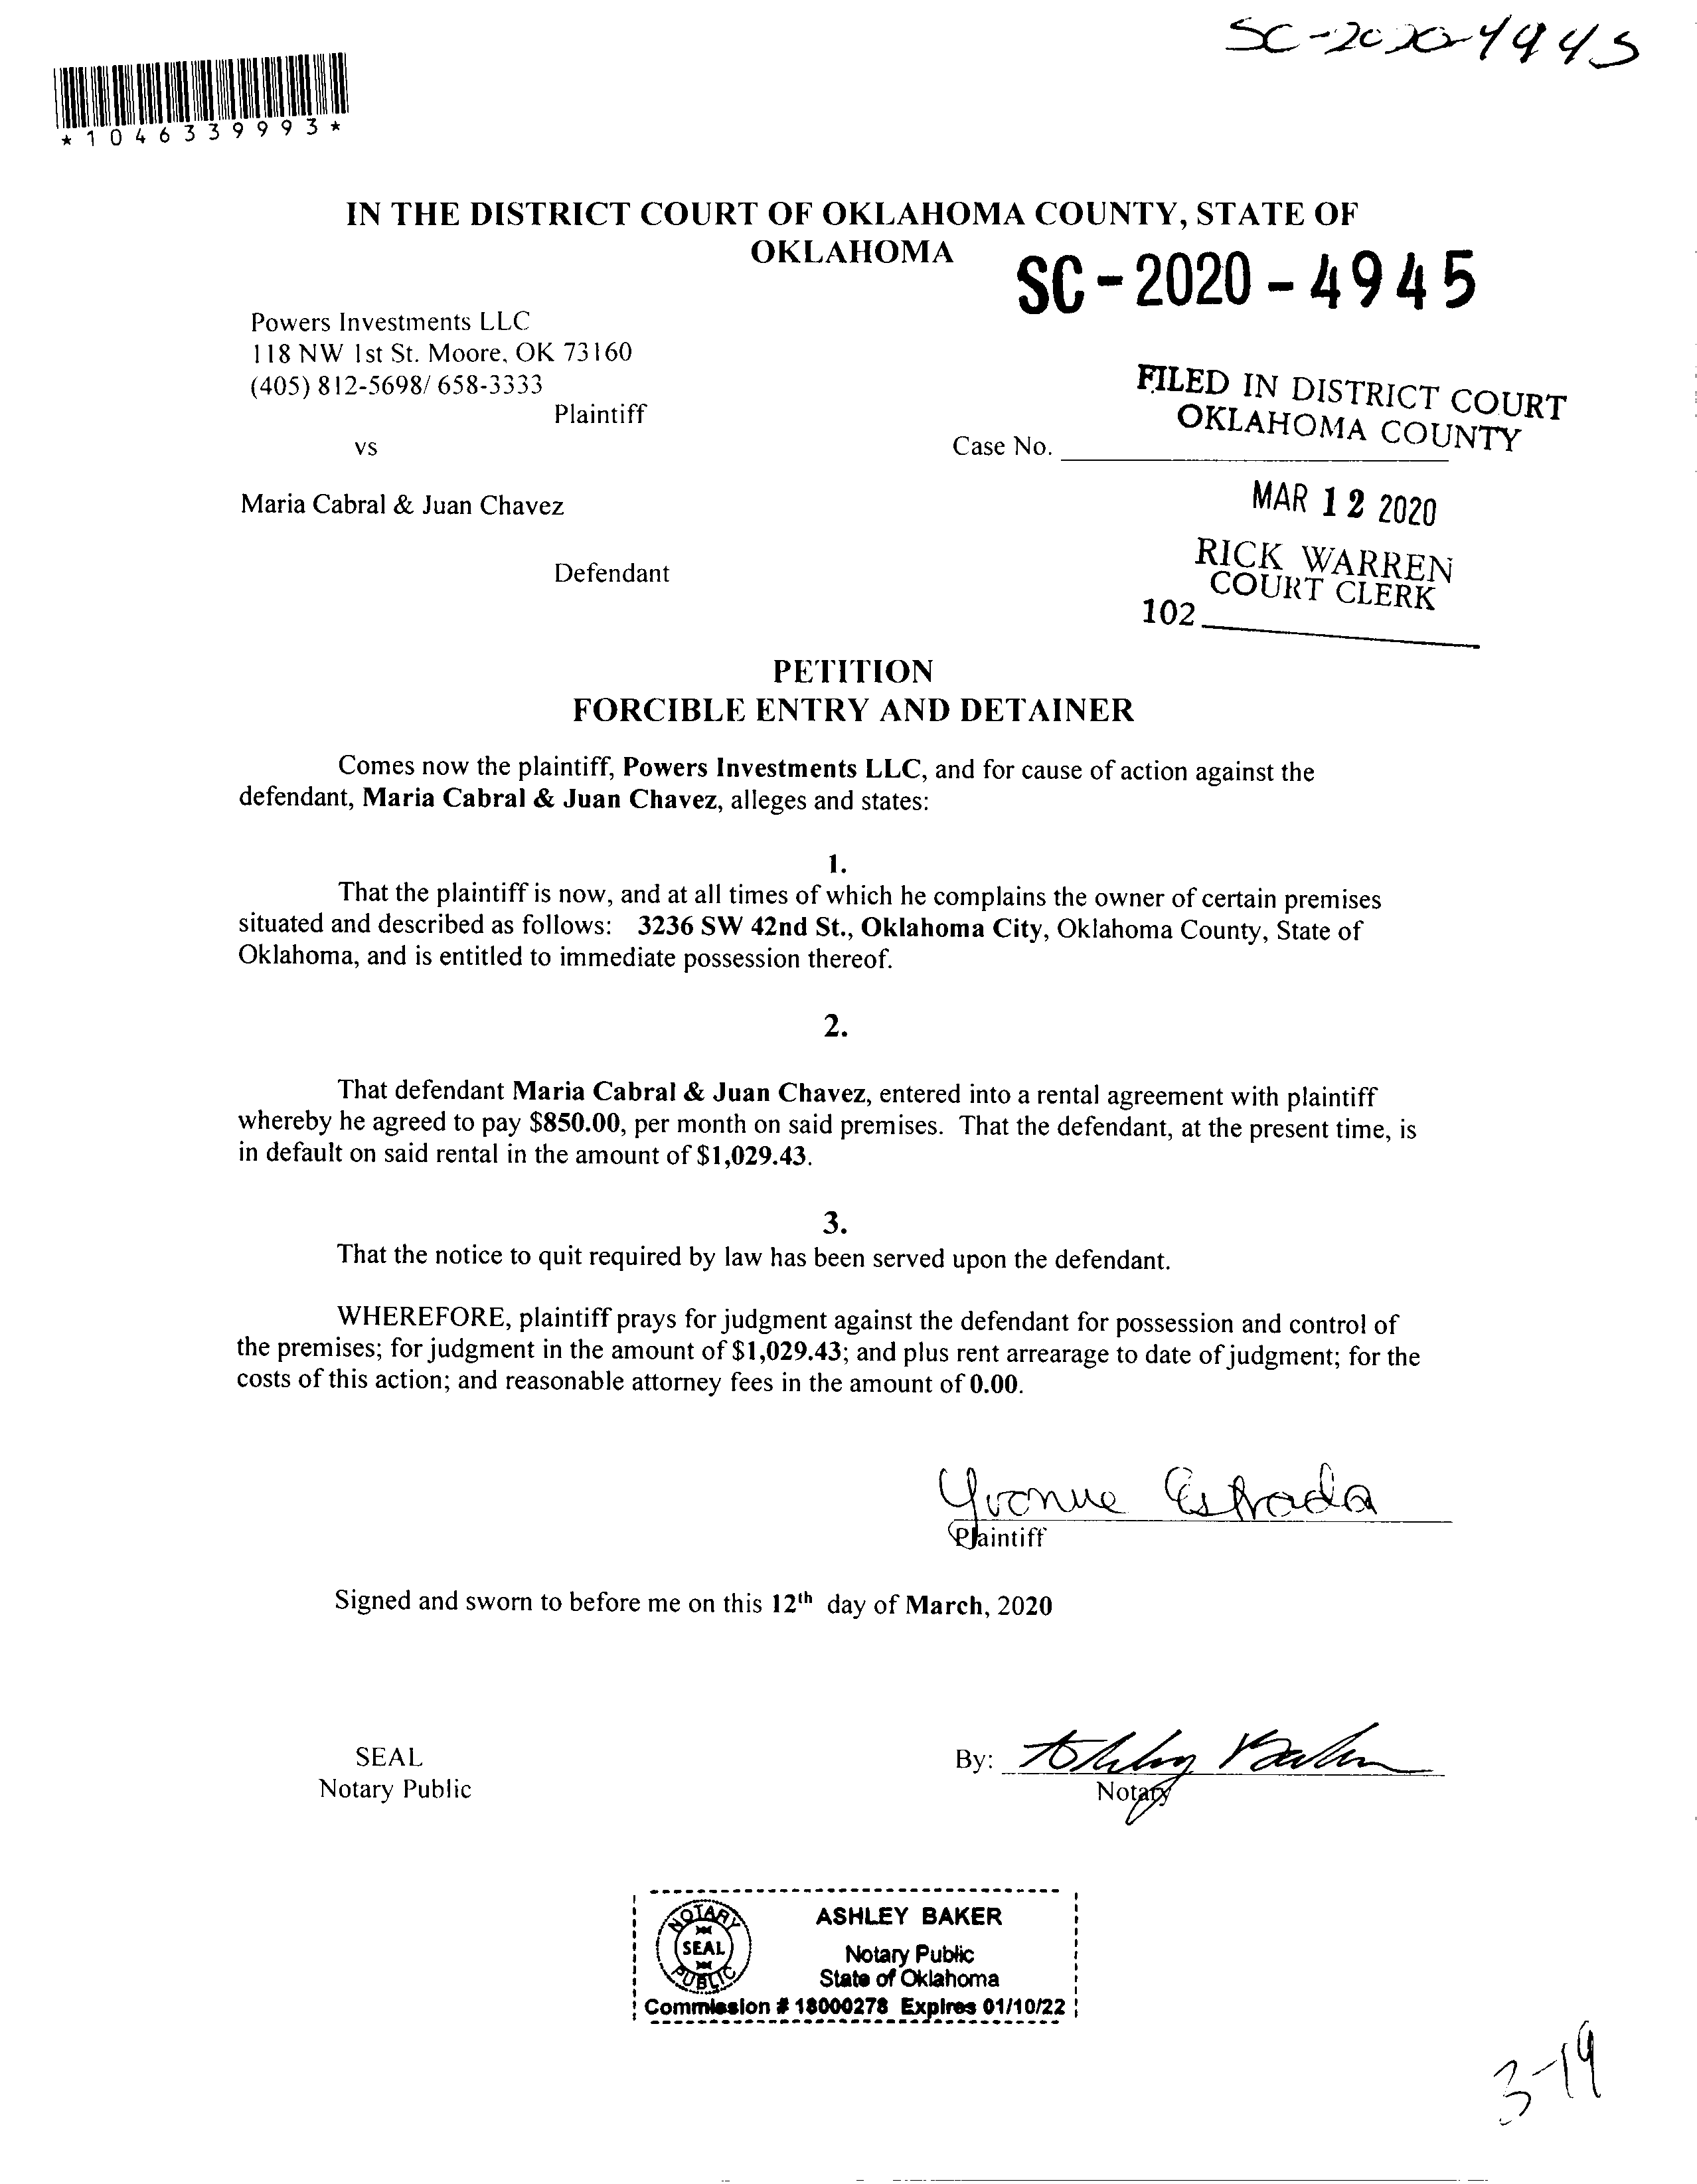 SC-2020-4945
*1046339993*
IN THE DISTRICT COURT OF OKLAHOMA COUNTY, STATE OF
OKLAHOMA
SC-2020-4945
Powers Investments LLC
118 NW 1st St. Moore, OK 73160
(405) 812-5698/ 658-3333
Plaintiff
FILED IN DISTRICT COURT
OKLAHOMA COUNTY
vs
Case No.
Maria Cabral & Juan Chavez
MAR 12 2020
Defendant
RICK WARREN
COURT CLERK
102
PETITION
FORCIBLE ENTRY AND DETAINER
Comes now the plaintiff, Powers Investments LLC, and for cause of action against the
defendant, Maria Cabral & Juan Chavez, alleges and states:
1.
That the plaintiff is now, and at all times of which he complains the owner of certain premises
situated and described as follows: 3236 SW 42nd St., Oklahoma City, Oklahoma County, State of
Oklahoma, and is entitled to immediate possession thereof.
2.
That defendant Maria Cabral & Juan Chavez, entered into a rental agreement with plaintiff
whereby he agreed to pay $850.00, per month on said premises. That the defendant, at the present time, is
in default on said rental in the amount of $1,029.43.
3.
That the notice to quit required by law has been served upon the defendant.
WHEREFORE, plaintiff prays for judgment against the defendant for possession and control of
the premises; for judgment in the amount of $1,029.43; and plus rent arrearage to date of judgment; for the
costs of this action; and reasonable attorney fees in the amount of 0.00.
Yvonne Estrada
Plaintiff
Signed and sworn to before me on this 12th day of March, 2020
SEAL
Notary Public
By: Ashley Baker
Notary
NOTARY
SEAL
PUBLIC
ASHLEY BAKER
Notary Public
State of Oklahoma
Commission # 18000278 Expires 01/10/22
3-19